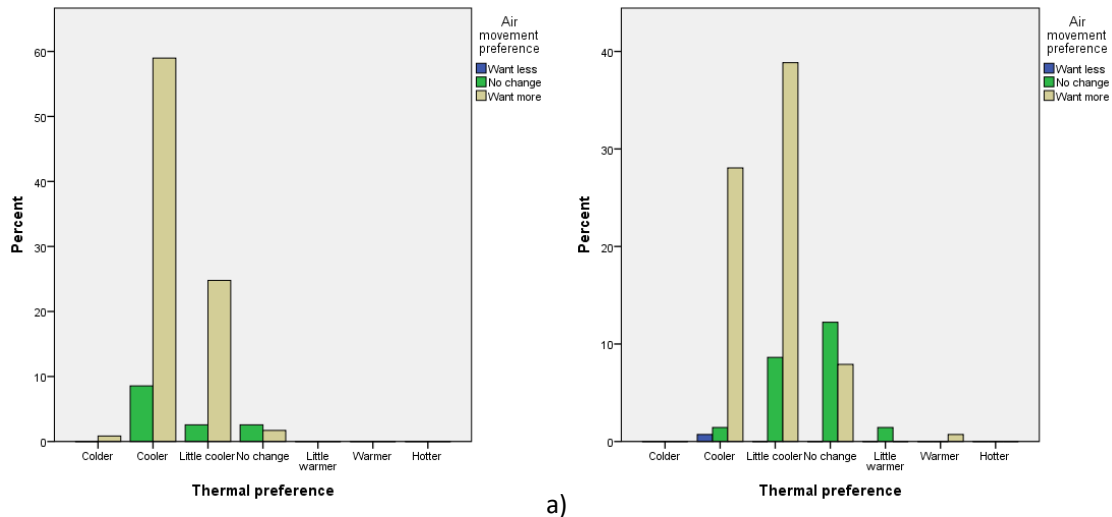 Air
movement
preference
Want less
No change
Want more
60
50
40
30
20
10
0
Percent
Colder
Cooler
Little cooler
No change
Little
warmer
Warmer
Hotter
Thermal preference
Air
movement
preference
Want less
No change
Want more
40
30
20
10
0
Percent
Colder
Cooler
Little cooler
No change
Little
warmer
Warmer
Hotter
Thermal preference
a)